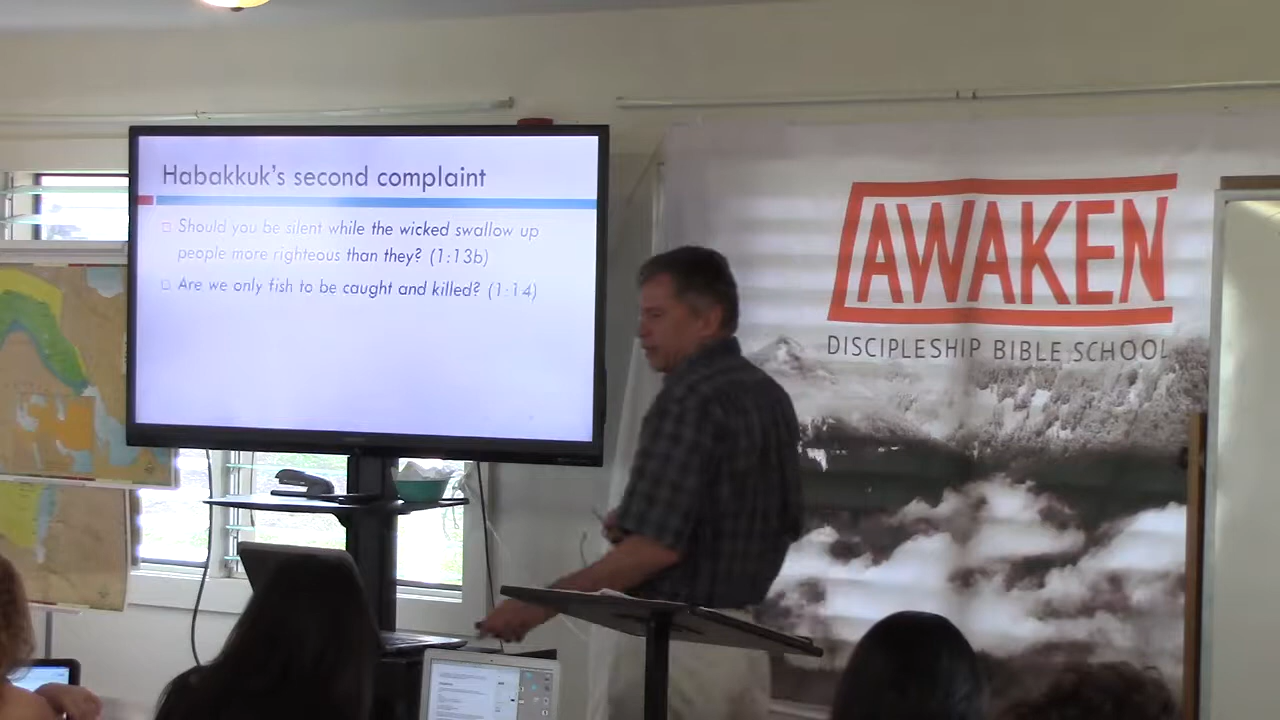 Habakkuk's second complaint
Should you be silent while the wicked swallow up
people more righteous than they? (1:13b)
Are we only fish to be caught and killed? (1:14)
AWAKEN
DISCIPLESHIP BIBLE SCHOOL